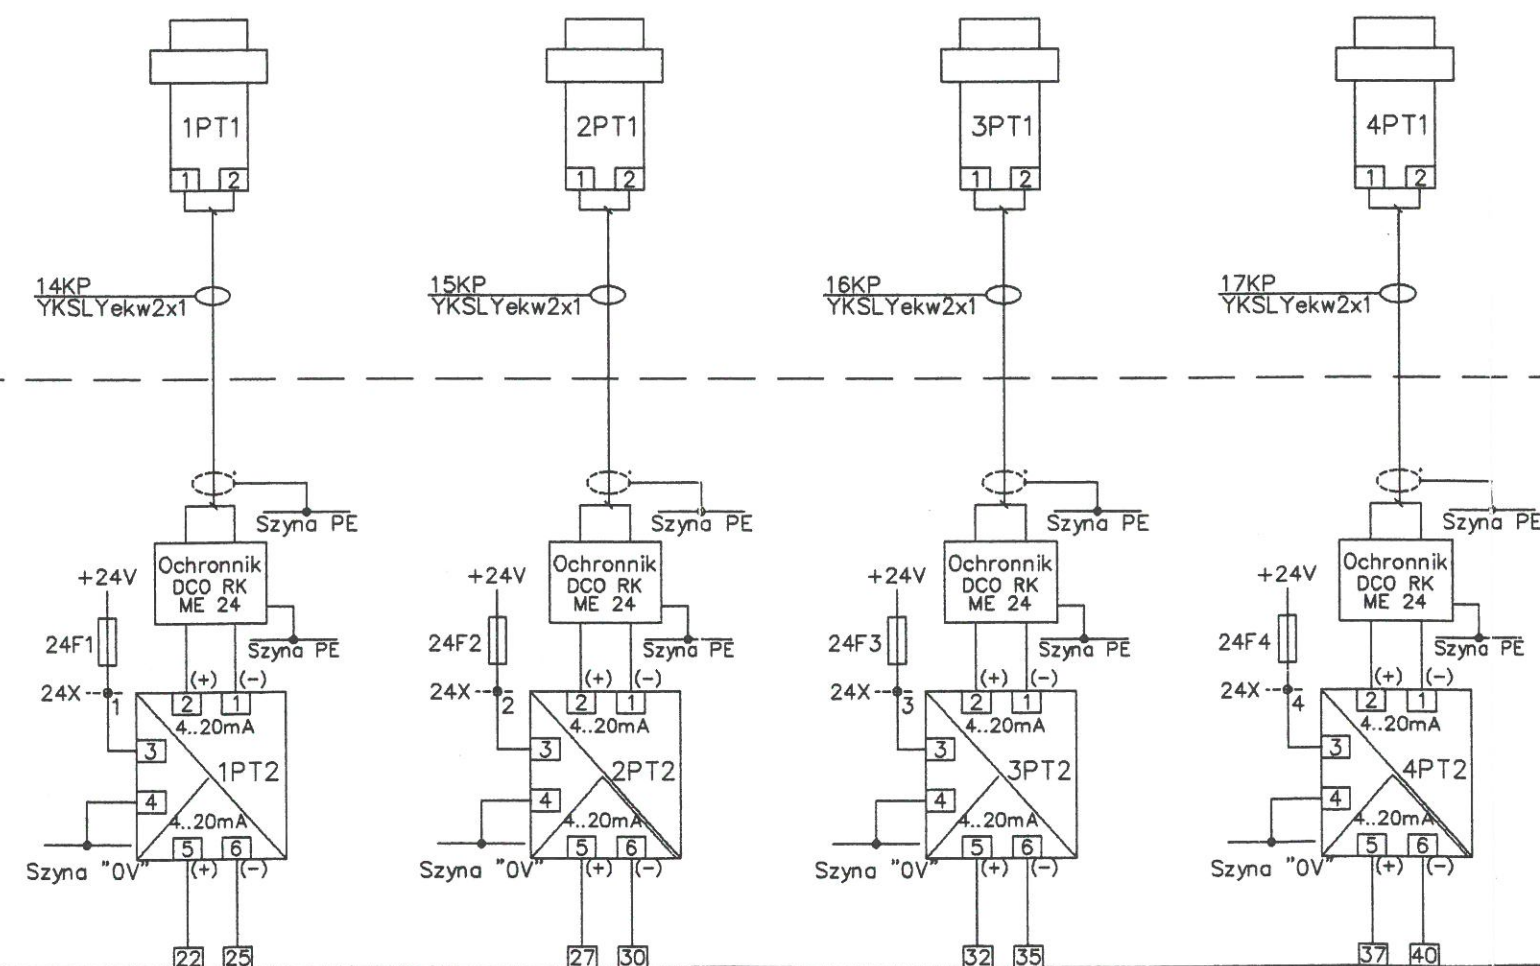 1PT1
1 2
14KP
YKSLYekw2x1
Szyna PE
Ochronnik
DCO RK
ME 24
+24V
24F1
Szyna PE
24X
1
(+) (-)
2 1
4..20mA
3
1PT2
4
4..20mA
5 6
Szyna "0V"
(+) (-)
22 25
2PT1
1 2
15KP
YKSLYekw2x1
Szyna PE
Ochronnik
DCO RK
ME 24
+24V
24F2
Szyna PE
24X
2
(+) (-)
2 1
4..20mA
3
2PT2
4
4..20mA
5 6
Szyna "0V"
(+) (-)
27 30
3PT1
1 2
16KP
YKSLYekw2x1
Szyna PE
Ochronnik
DCO RK
ME 24
+24V
24F3
Szyna PE
24X
3
(+) (-)
2 1
4..20mA
3
3PT2
4
4..20mA
5 6
Szyna "0V"
(+) (-)
32 35
4PT1
1 2
17KP
YKSLYekw2x1
Szyna PE
Ochronnik
DCO RK
ME 24
+24V
24F4
Szyna PE
24X
4
(+) (-)
2 1
4..20mA
3
4PT2
4
4..20mA
5 6
Szyna "0V"
(+) (-)
37 40